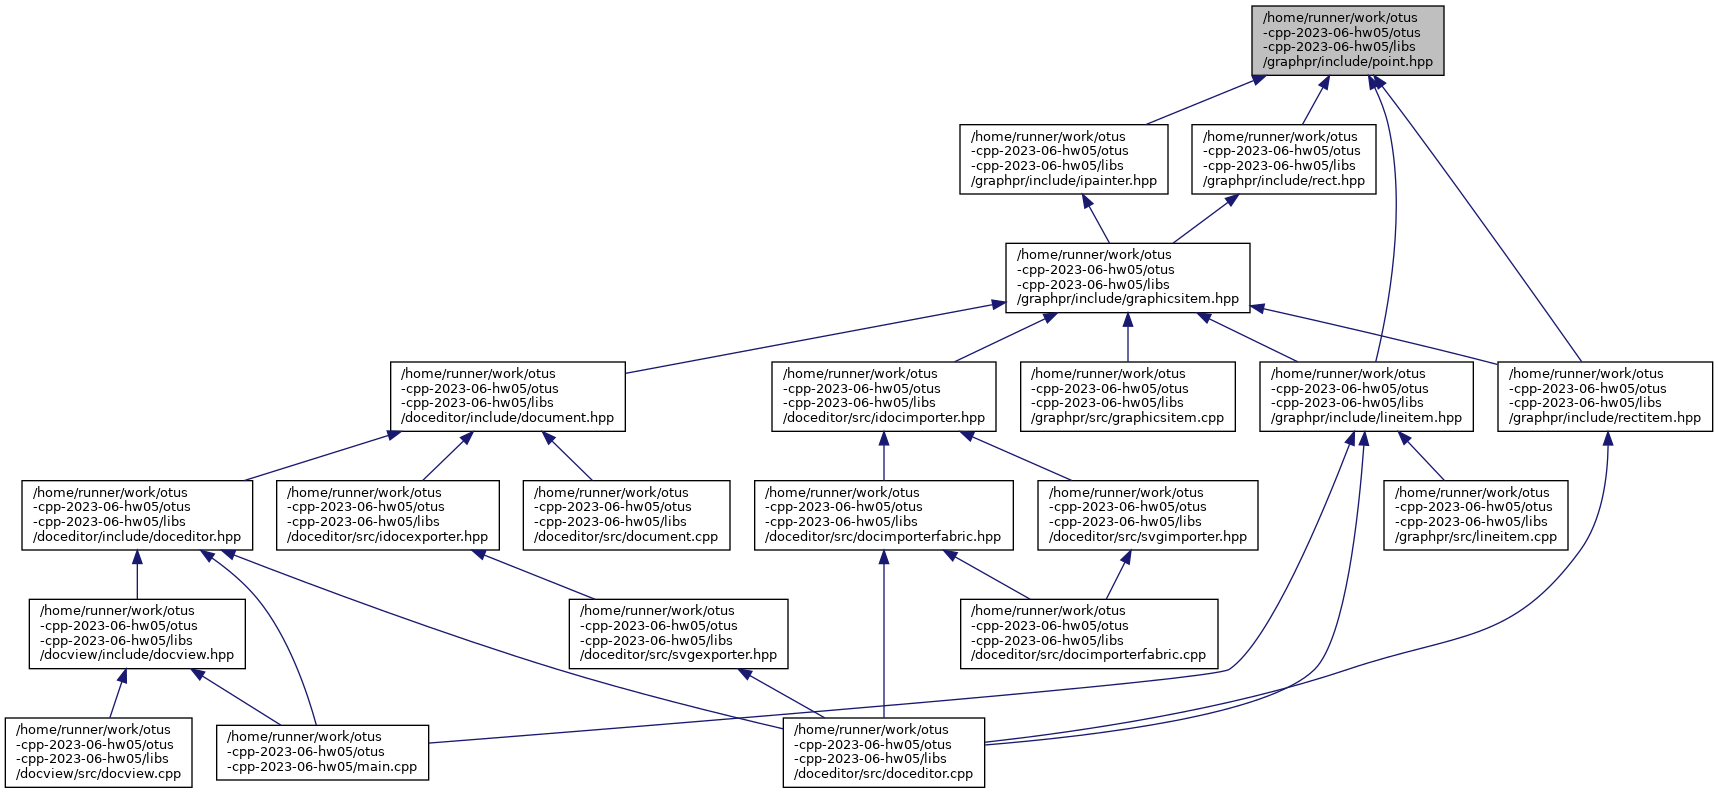 /home/runner/work/otus
-cpp-2023-06-hw05/otus
-cpp-2023-06-hw05/libs
/graphpr/include/point.hpp
/home/runner/work/otus
-cpp-2023-06-hw05/otus
-cpp-2023-06-hw05/libs
/graphpr/include/ipainter.hpp
/home/runner/work/otus
-cpp-2023-06-hw05/otus
-cpp-2023-06-hw05/libs
/graphpr/include/rect.hpp
/home/runner/work/otus
-cpp-2023-06-hw05/otus
-cpp-2023-06-hw05/libs
/graphpr/include/graphicsitem.hpp
/home/runner/work/otus
-cpp-2023-06-hw05/otus
-cpp-2023-06-hw05/libs
/doceditor/include/document.hpp
/home/runner/work/otus
-cpp-2023-06-hw05/otus
-cpp-2023-06-hw05/libs
/doceditor/src/idocimporter.hpp
/home/runner/work/otus
-cpp-2023-06-hw05/otus
-cpp-2023-06-hw05/libs
/graphpr/src/graphicsitem.cpp
/home/runner/work/otus
-cpp-2023-06-hw05/otus
-cpp-2023-06-hw05/libs
/graphpr/include/lineitem.hpp
/home/runner/work/otus
-cpp-2023-06-hw05/otus
-cpp-2023-06-hw05/libs
/graphpr/include/rectitem.hpp
/home/runner/work/otus
-cpp-2023-06-hw05/otus
-cpp-2023-06-hw05/libs
/doceditor/include/doceditor.hpp
/home/runner/work/otus
-cpp-2023-06-hw05/otus
-cpp-2023-06-hw05/libs
/doceditor/src/idocexporter.hpp
/home/runner/work/otus
-cpp-2023-06-hw05/otus
-cpp-2023-06-hw05/libs
/doceditor/src/document.cpp
/home/runner/work/otus
-cpp-2023-06-hw05/otus
-cpp-2023-06-hw05/libs
/doceditor/src/docimporterfabric.hpp
/home/runner/work/otus
-cpp-2023-06-hw05/otus
-cpp-2023-06-hw05/libs
/doceditor/src/svgimporter.hpp
/home/runner/work/otus
-cpp-2023-06-hw05/otus
-cpp-2023-06-hw05/libs
/graphpr/src/lineitem.cpp
/home/runner/work/otus
-cpp-2023-06-hw05/otus
-cpp-2023-06-hw05/libs
/docview/include/docview.hpp
/home/runner/work/otus
-cpp-2023-06-hw05/otus
-cpp-2023-06-hw05/libs
/doceditor/src/svgexporter.hpp
/home/runner/work/otus
-cpp-2023-06-hw05/otus
-cpp-2023-06-hw05/libs
/doceditor/src/docimporterfabric.cpp
/home/runner/work/otus
-cpp-2023-06-hw05/otus
-cpp-2023-06-hw05/libs
/docview/src/docview.cpp
/home/runner/work/otus
-cpp-2023-06-hw05/otus
-cpp-2023-06-hw05/main.cpp
/home/runner/work/otus
-cpp-2023-06-hw05/otus
-cpp-2023-06-hw05/libs
/doceditor/src/doceditor.cpp